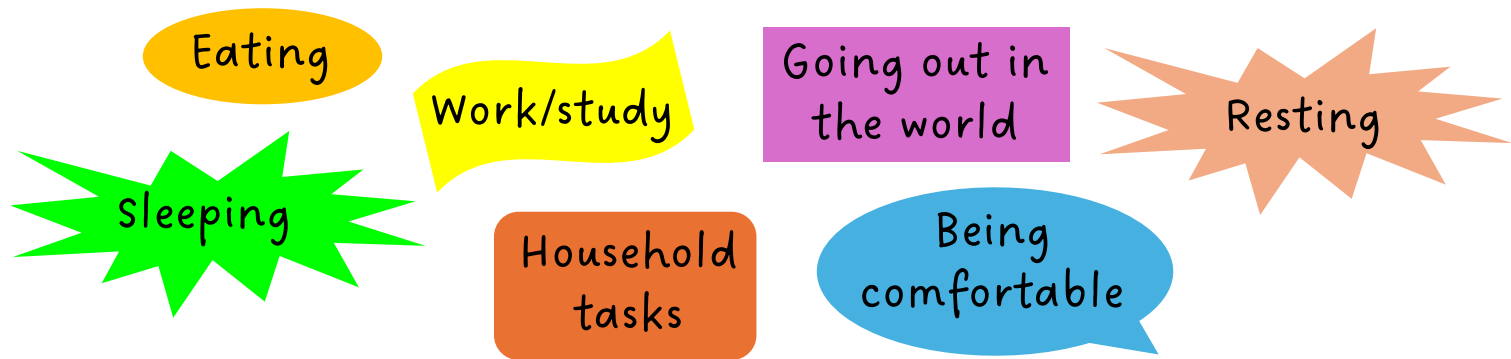 Eating
Work/study
Going out in
the world
Resting
Sleeping
Household
tasks
Being
comfortable